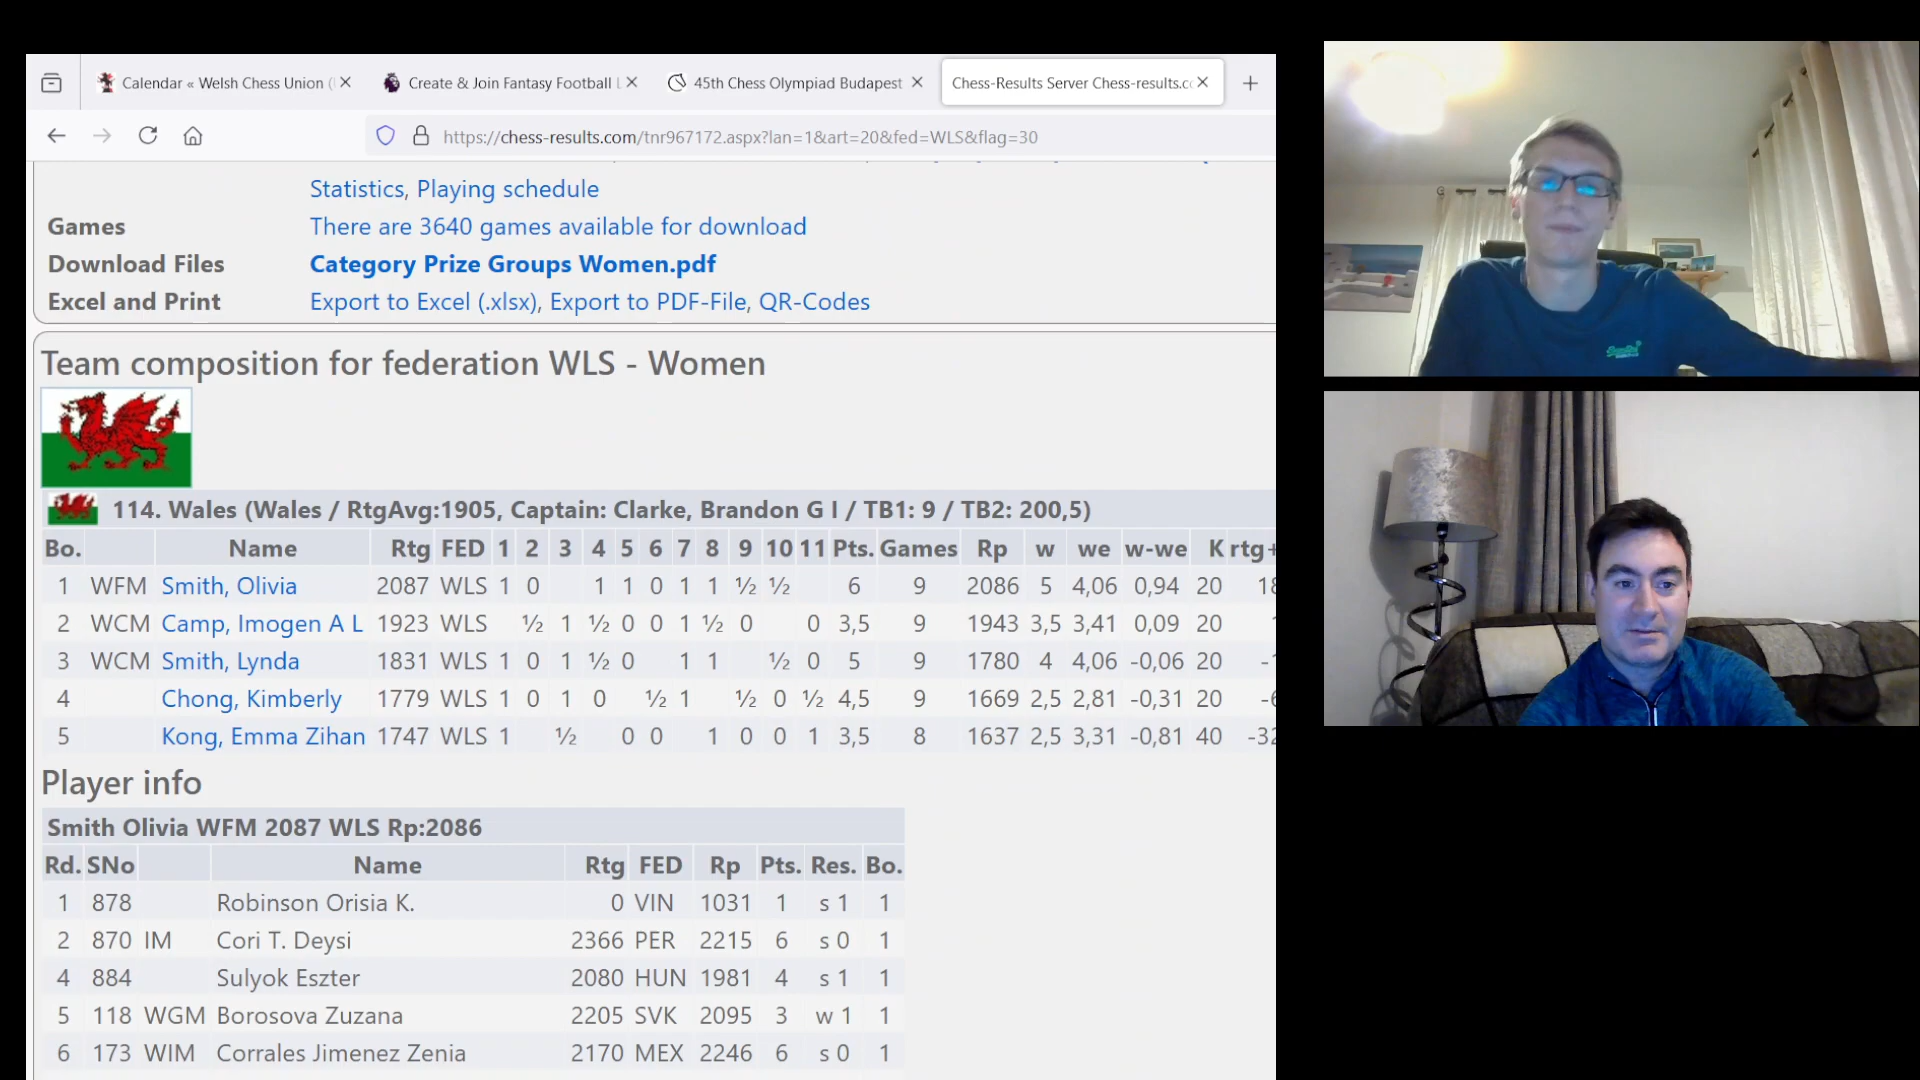 Calendar « Welsh Chess Union (
Create & Join Fantasy Football L
45th Chess Olympiad Budapest
Chess-Results Server Chess-results.c
https://chess-results.com/tnr967172.aspx?lan=1&art=20&fed=WLS&flag=30
Statistics, Playing schedule
Games There are 3640 games available for download
Download Files Category Prize Groups Women.pdf
Excel and Print Export to Excel (.xlsx), Export to PDF-File, QR-Codes
Team composition for federation WLS - Women
114. Wales (Wales / RtgAvg:1905, Captain: Clarke, Brandon G I / TB1: 9 / TB2: 200,5)
Bo. Name Rtg FED 1 2 3 4 5 6 7 8 9 10 11 Pts. Games Rp w we w-we K rtg+
1 WFM Smith, Olivia 2087 WLS 1 0 1 1 0 1 1 ½ ½ 6 9 2086 5 4,06 0,94 20 18
2 WCM Camp, Imogen A L 1923 WLS ½ 1 ½ 0 0 1 ½ 0 0 3,5 9 1943 3,5 3,41 0,09 20
3 WCM Smith, Lynda 1831 WLS 1 0 1 ½ 0 1 1 ½ 0 5 9 1780 4 4,06 -0,06 20 -1
4 Chong, Kimberly 1779 WLS 1 0 1 0 ½ 1 ½ 0 ½ 4,5 9 1669 2,5 2,81 -0,31 20 -6
5 Kong, Emma Zihan 1747 WLS 1 ½ 0 0 1 0 0 1 3,5 8 1637 2,5 3,31 -0,81 40 -32
Player info
Smith Olivia WFM 2087 WLS Rp:2086
Rd. SNo Name Rtg FED Rp Pts. Res. Bo.
1 878 Robinson Orisia K. 0 VIN 1031 1 s 1 1
2 870 IM Cori T. Deysi 2366 PER 2215 6 s 0 1
4 884 Sulyok Eszter 2080 HUN 1981 4 s 1 1
5 118 WGM Borosova Zuzana 2205 SVK 2095 3 w 1 1
6 173 WIM Corrales Jimenez Zenia 2170 MEX 2246 6 s 0 1